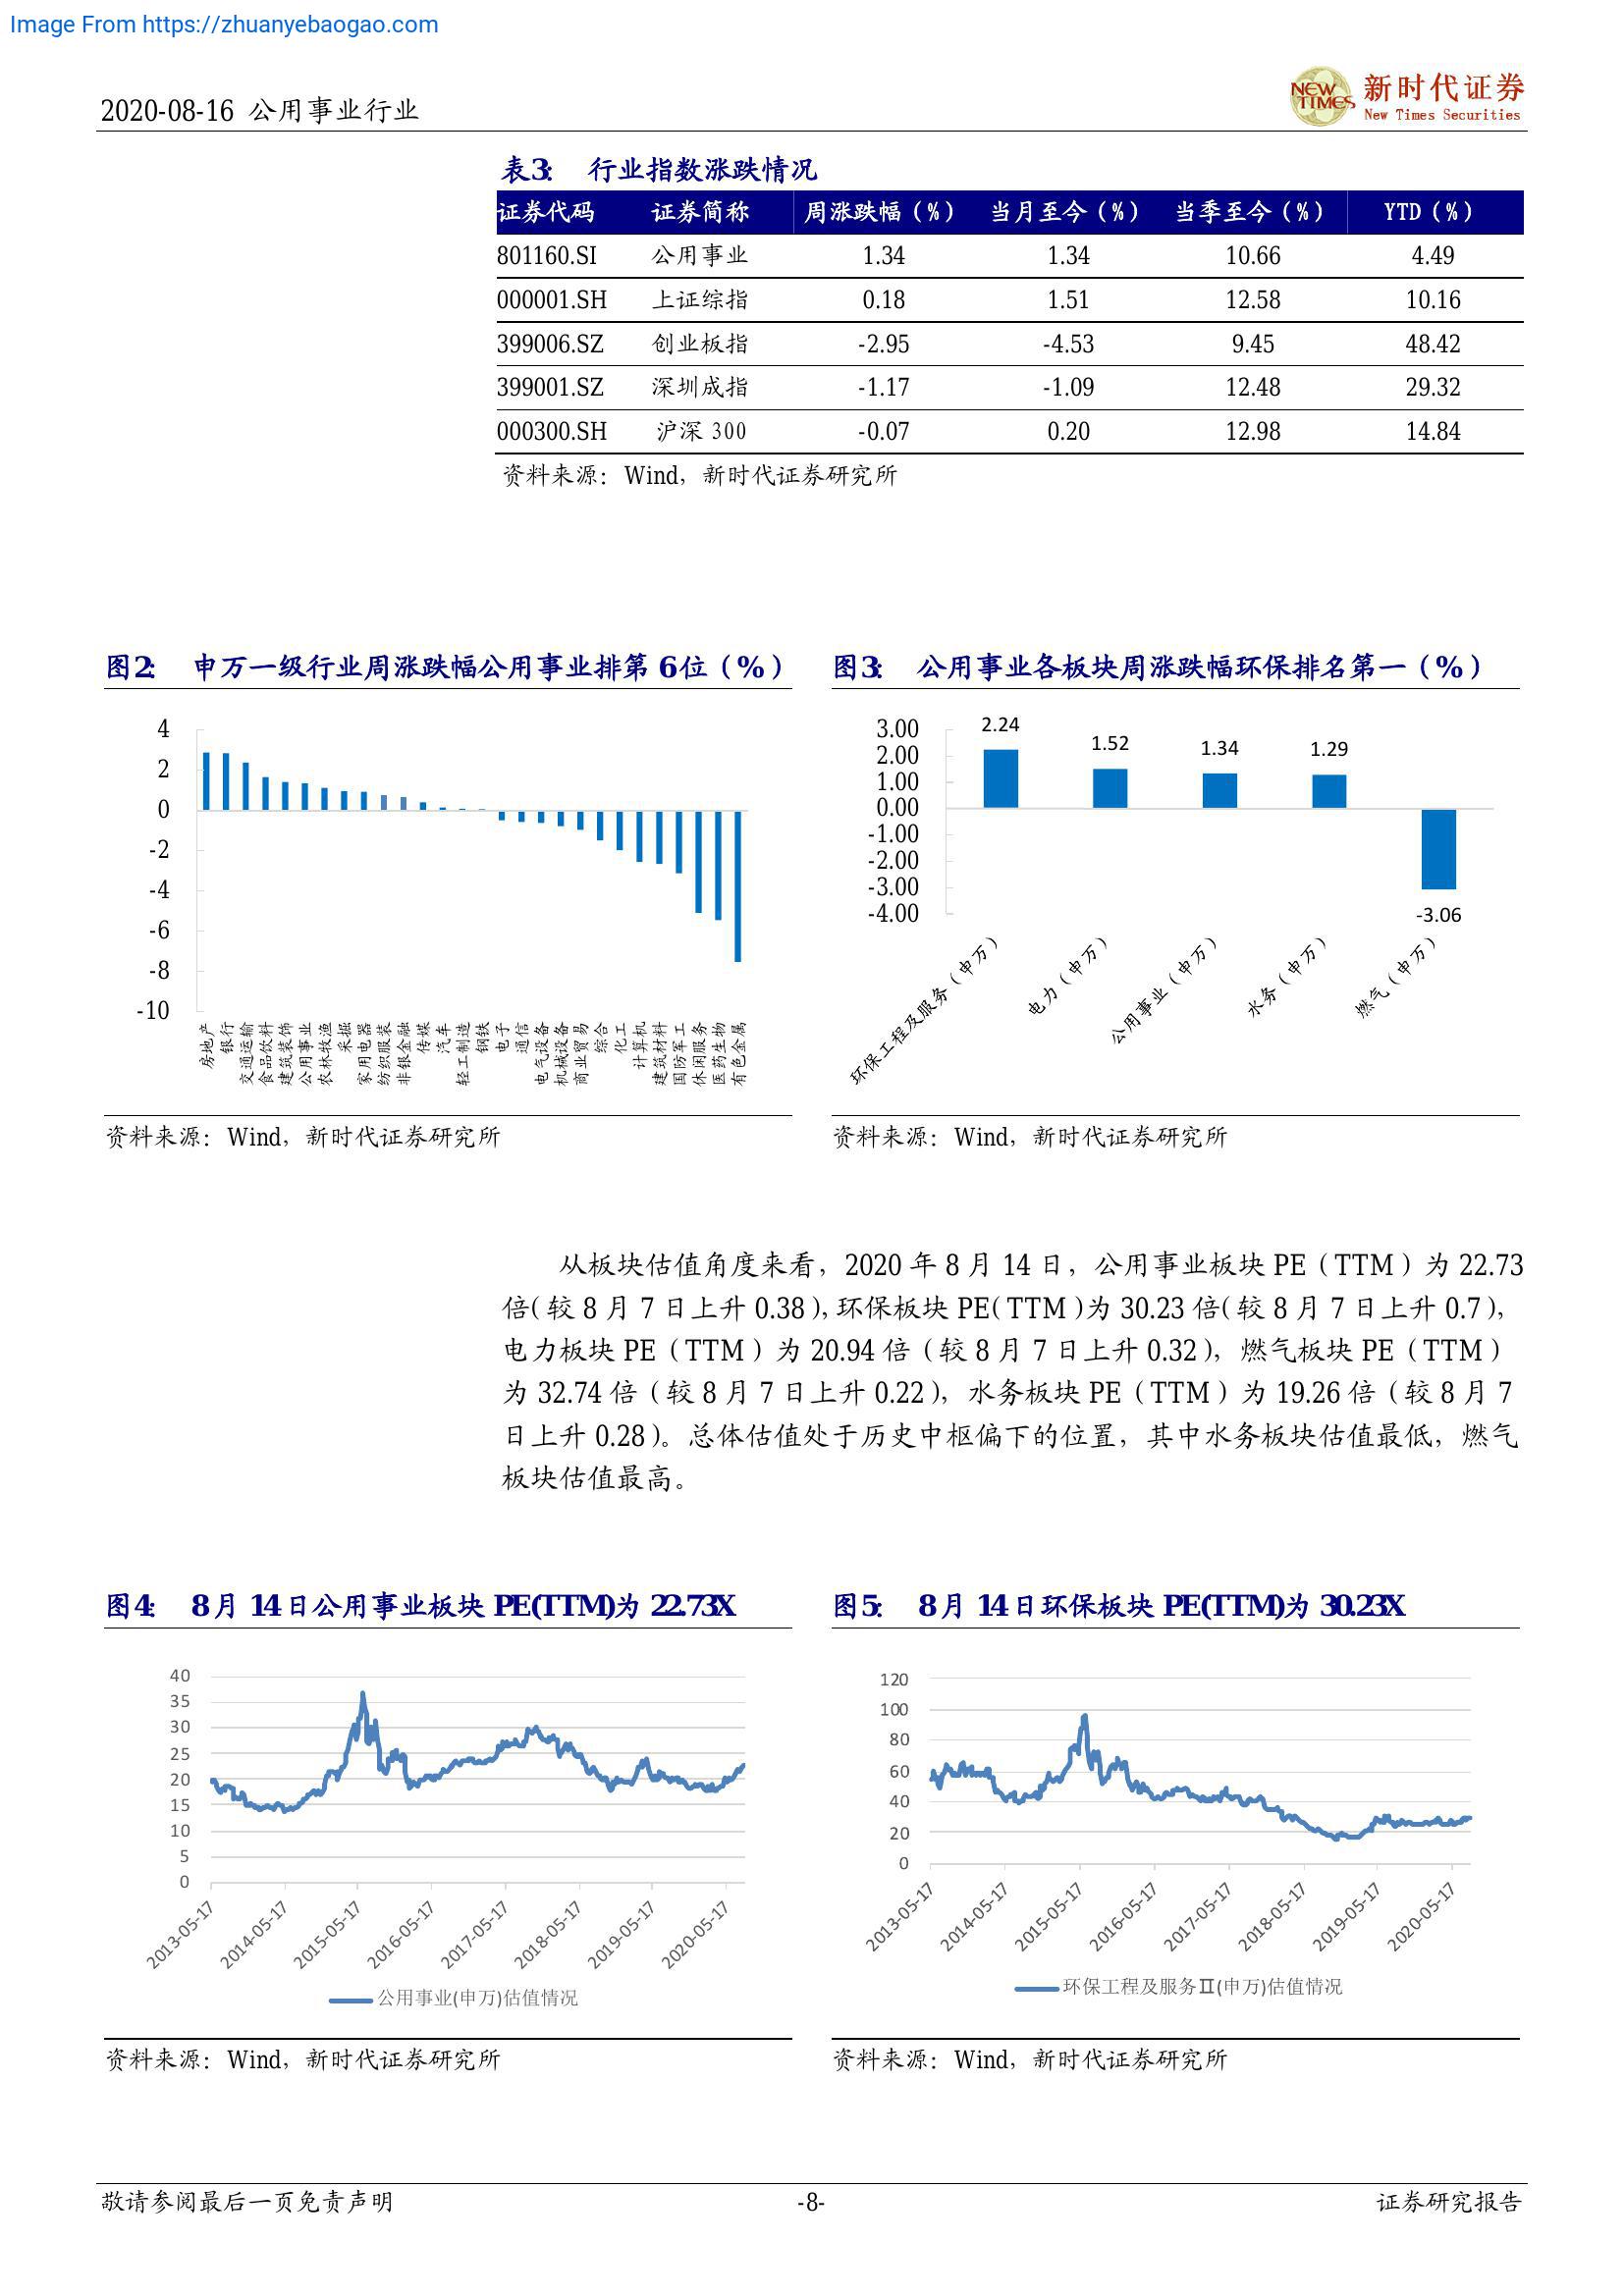 Image From https://zhuanyebaogao.com
2020-08-16 公用事业行业
NEW TIMES
新时代证券
New Times Securities
表3： 行业指数涨跌情况
证券代码 证券简称 周涨跌幅（%） 当月至今（%） 当季至今（%） YTD（%）
801160.SI 公用事业 1.34 1.34 10.66 4.49
000001.SH 上证综指 0.18 1.51 12.58 10.16
399006.SZ 创业板指 -2.95 -4.53 9.45 48.42
399001.SZ 深圳成指 -1.17 -1.09 12.48 29.32
000300.SH 沪深 300 -0.07 0.20 12.98 14.84
资料来源：Wind，新时代证券研究所
图2： 申万一级行业周涨跌幅公用事业排第 6位（%）
4
2
0
-2
-4
-6
-8
-10
房地产
银行
交通运输
食品饮料
建筑装饰
公用事业
农林牧渔
采掘
家用电器
纺织服装
非银金融
传媒
汽车
轻工制造
钢铁
电子
通信
电气设备
机械设备
商业贸易
综合
化工
计算机
建筑材料
国防军工
休闲服务
医药生物
有色金属
资料来源：Wind，新时代证券研究所
图3： 公用事业各板块周涨跌幅环保排名第一（%）
3.00
2.00
1.00
0.00
-1.00
-2.00
-3.00
-4.00
2.24
1.52
1.34
1.29
-3.06
环保工程及服务（申万）
电力（申万）
公用事业（申万）
水务（申万）
燃气（申万）
资料来源：Wind，新时代证券研究所
从板块估值角度来看，2020 年 8 月 14 日，公用事业板块 PE（TTM）为 22.73
倍(较 8 月 7 日上升 0.38)，环保板块 PE(TTM)为 30.23 倍(较 8 月 7 日上升 0.7)，
电力板块 PE（TTM）为 20.94 倍（较 8 月 7 日上升 0.32），燃气板块 PE（TTM）
为 32.74 倍（较 8 月 7 日上升 0.22），水务板块 PE（TTM）为 19.26 倍（较 8 月 7
日上升 0.28）。总体估值处于历史中枢偏下的位置，其中水务板块估值最低，燃气
板块估值最高。
图4： 8月 14日公用事业板块 PE(TTM)为 22.73X
40
35
30
25
20
15
10
5
0
2013-05-17
2014-05-17
2015-05-17
2016-05-17
2017-05-17
2018-05-17
2019-05-17
2020-05-17
公用事业(申万)估值情况
资料来源：Wind，新时代证券研究所
图5： 8月 14日环保板块 PE(TTM)为 30.23X
120
100
80
60
40
20
0
2013-05-17
2014-05-17
2015-05-17
2016-05-17
2017-05-17
2018-05-17
2019-05-17
2020-05-17
环保工程及服务Ⅱ(申万)估值情况
资料来源：Wind，新时代证券研究所
敬请参阅最后一页免责声明
-8-
证券研究报告